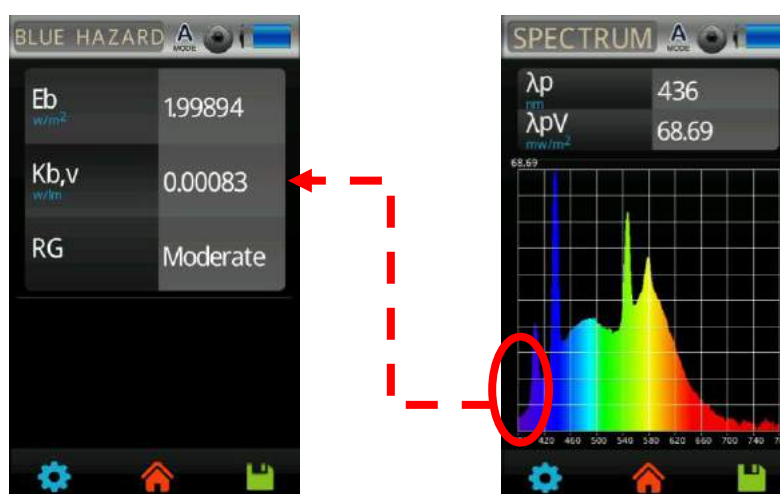 BLUE HAZARD A
MODE
Eb 1.99894
w/m²
Kb,v 0.00083
w/lm
RG Moderate
SPECTRUM A
MODE
λp 436
nm
λpV 68.69
mw/m²
68.69
420 460 500 540 580 620 660 700 740